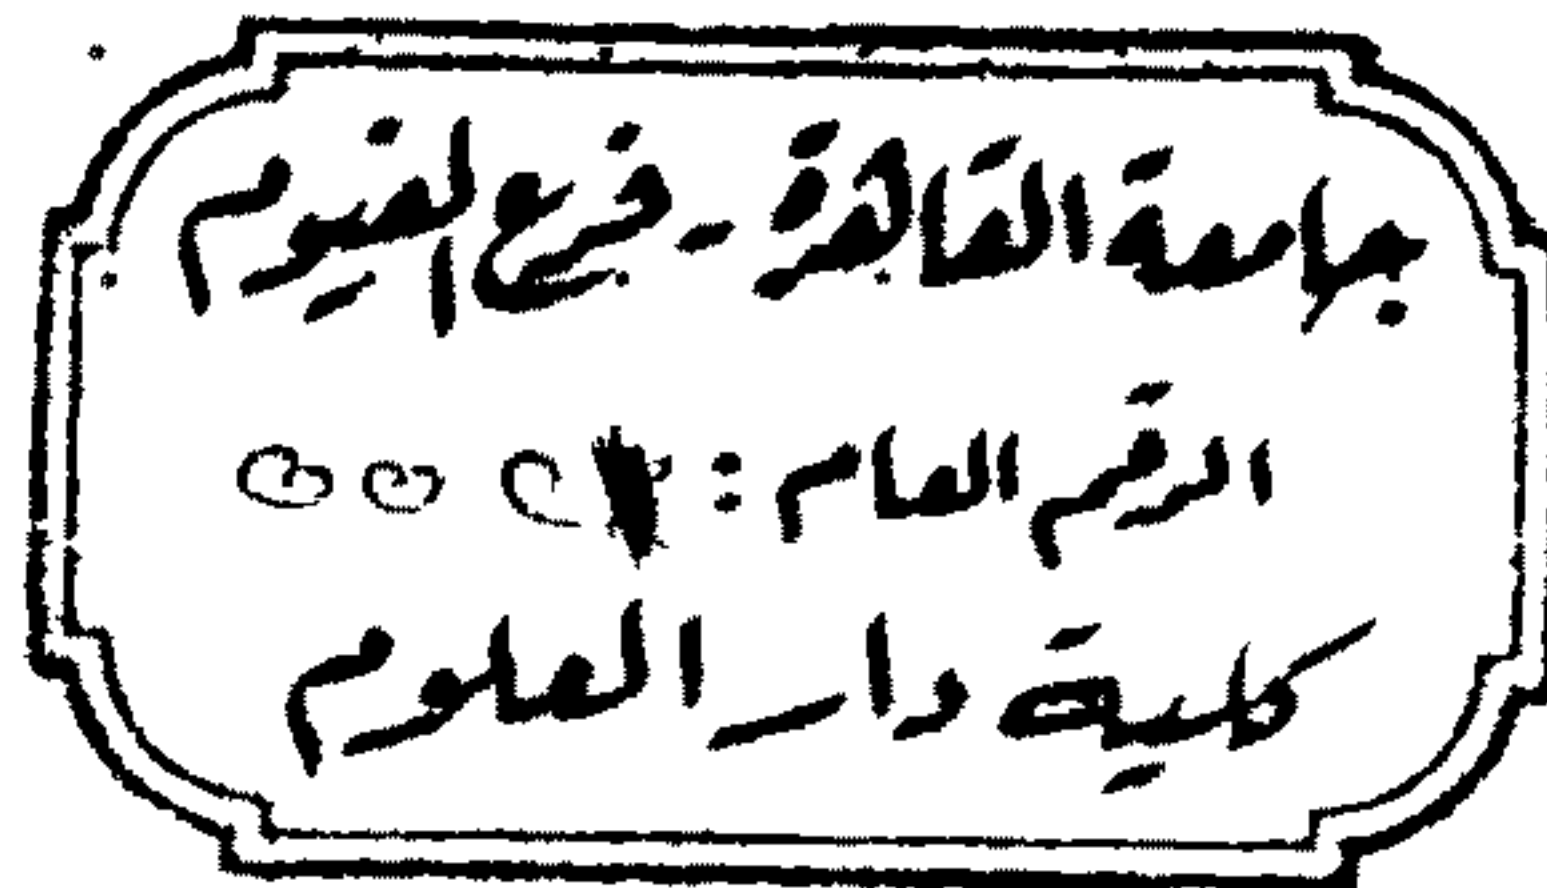 جامعة القاهرة - فرع الفيوم
الرقم العام :
كلية دار العلوم